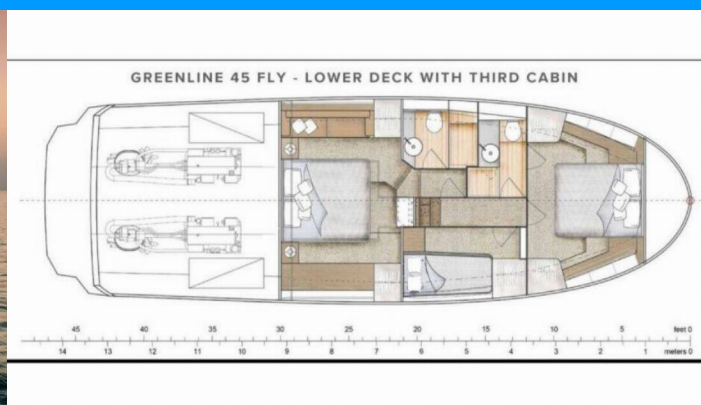 GREENLINE 45 FLY - LOWER DECK WITH THIRD CABIN
45 40 35 30 25 20 15 10 5 feet 0
14 13 12 11 10 9 8 7 6 5 4 3 2 1 meters 0